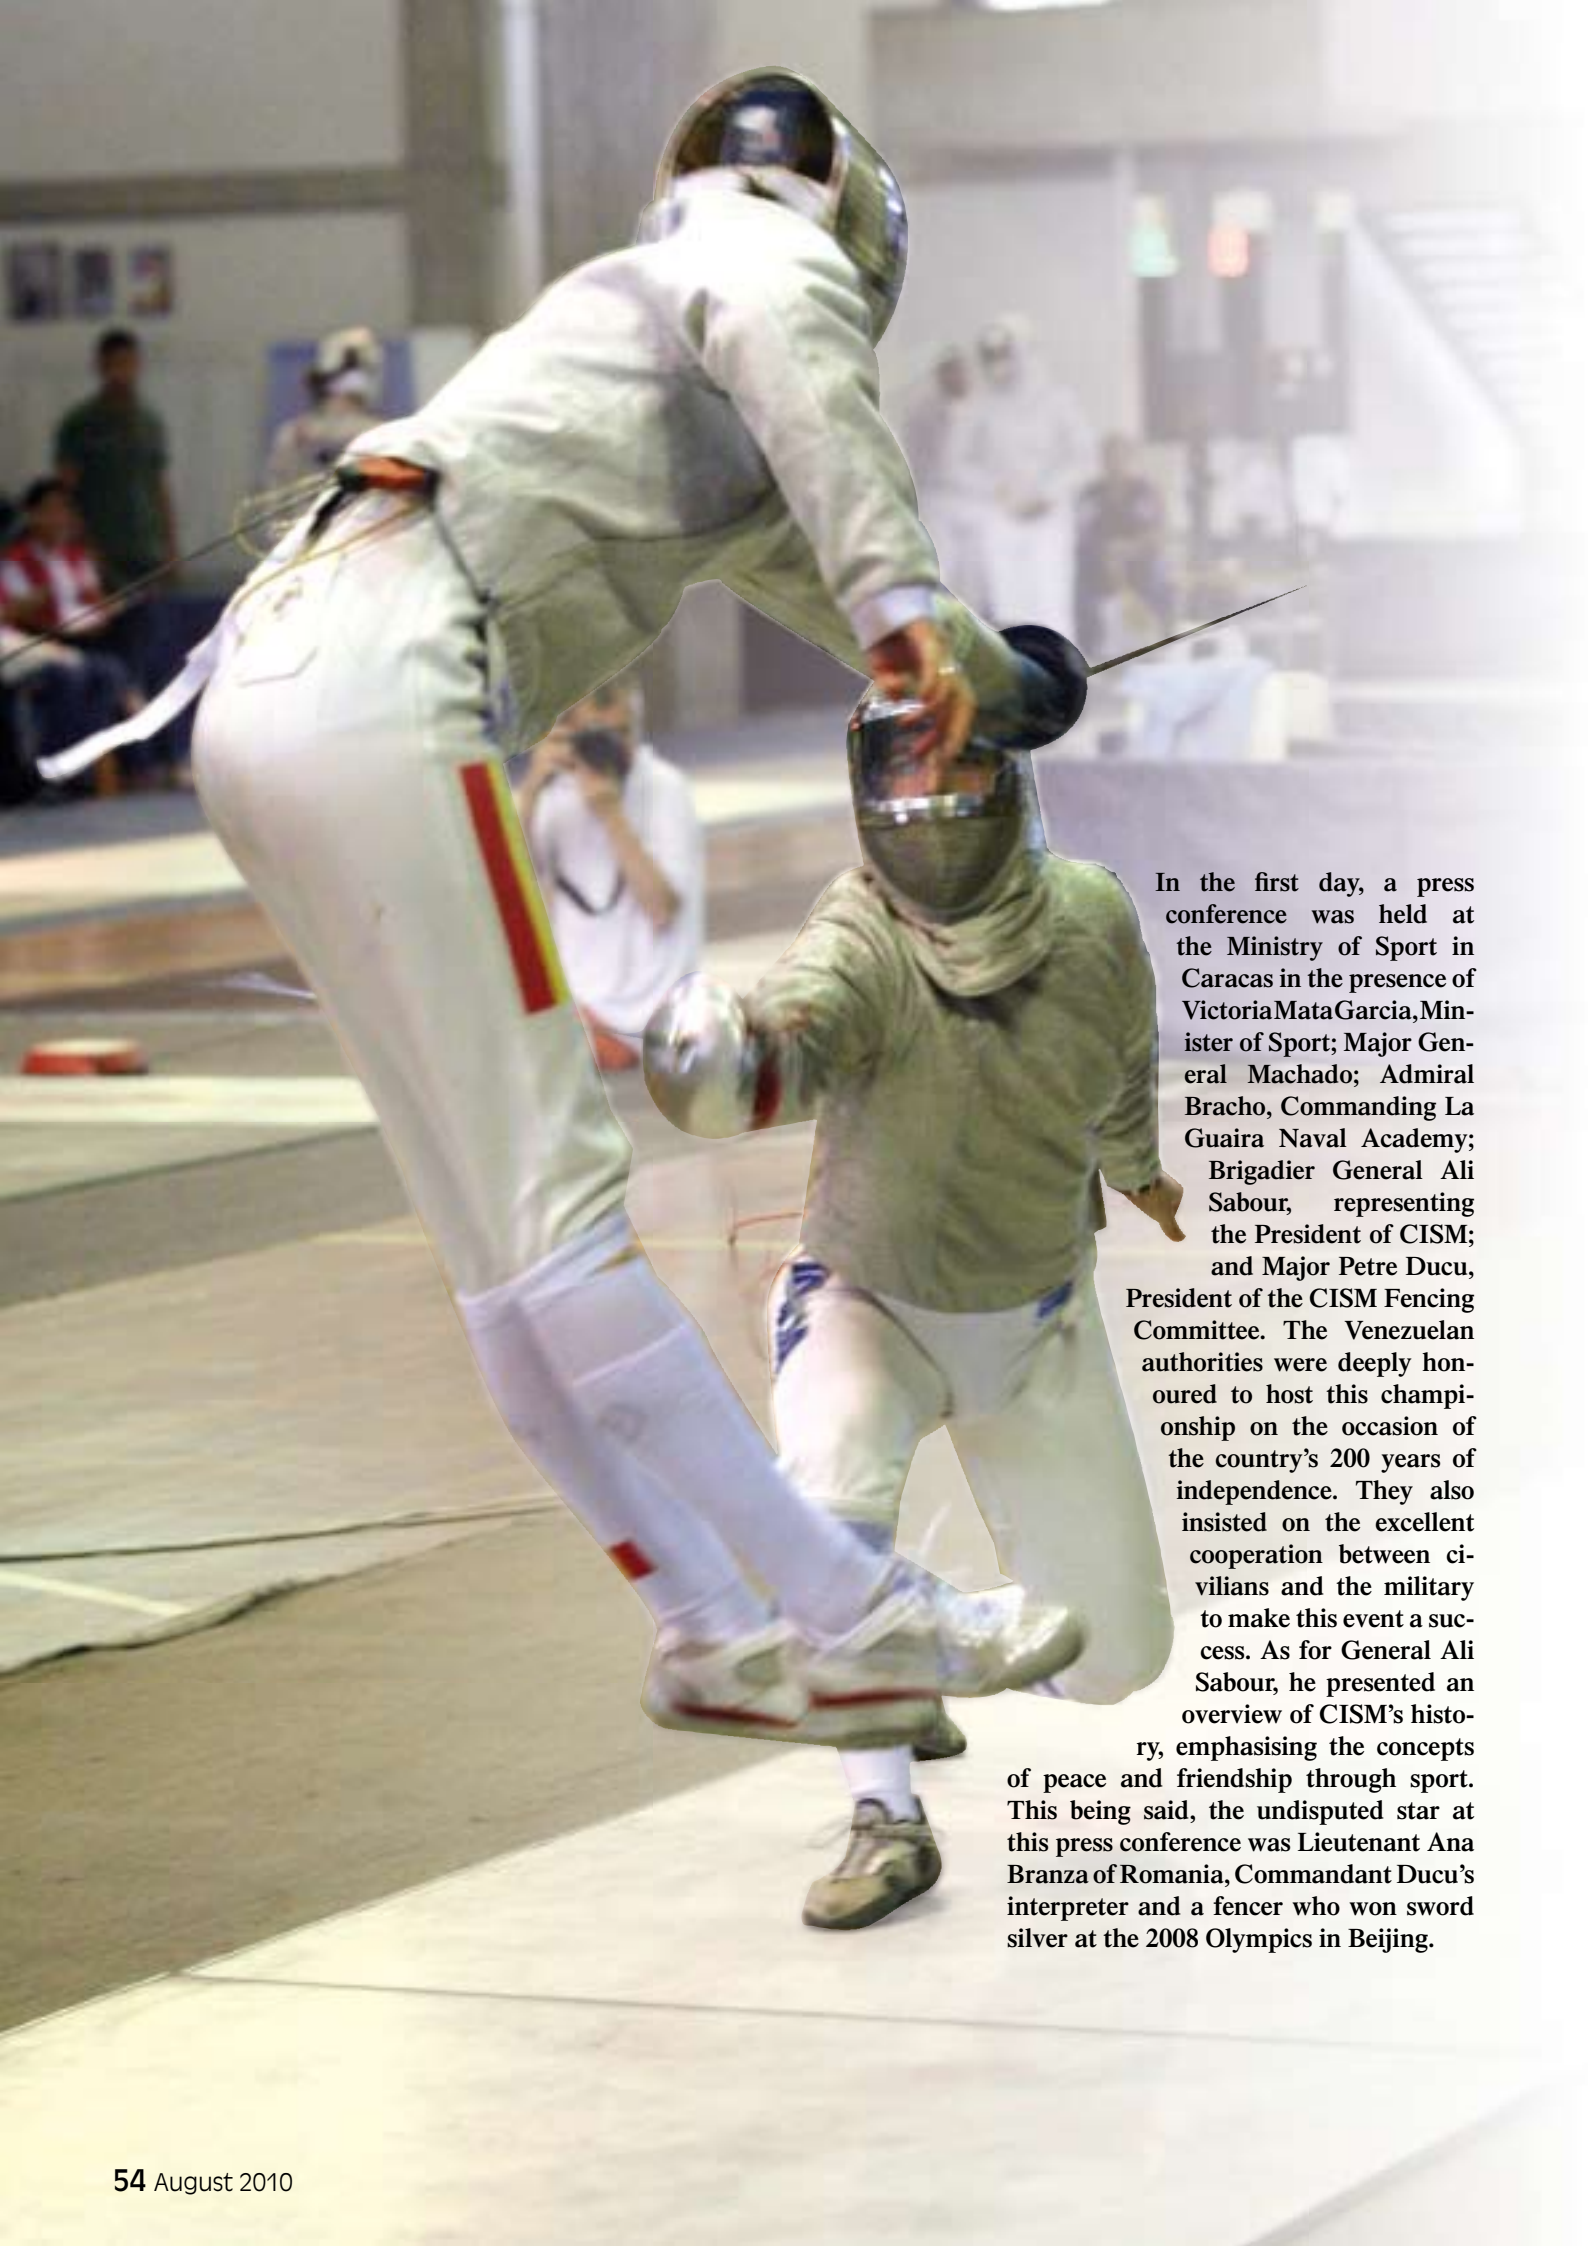 In the first day, a press
conference was held at
the Ministry of Sport in
Caracas in the presence of
Victoria Mata Garcia, Min-
ister of Sport; Major Gen-
eral Machado; Admiral
Bracho, Commanding La
Guaira Naval Academy;
Brigadier General Ali
Sabour, representing
the President of CISM;
and Major Petre Ducu,
President of the CISM Fencing
Committee. The Venezuelan
authorities were deeply hon-
oured to host this champi-
onship on the occasion of
the country's 200 years of
independence. They also
insisted on the excellent
cooperation between ci-
vilians and the military
to make this event a suc-
cess. As for General Ali
Sabour, he presented an
overview of CISM's histo-
ry, emphasising the concepts
of peace and friendship through sport.
This being said, the undisputed star at
this press conference was Lieutenant Ana
Branza of Romania, Commandant Ducu's
interpreter and a fencer who won sword
silver at the 2008 Olympics in Beijing.
54 August 2010